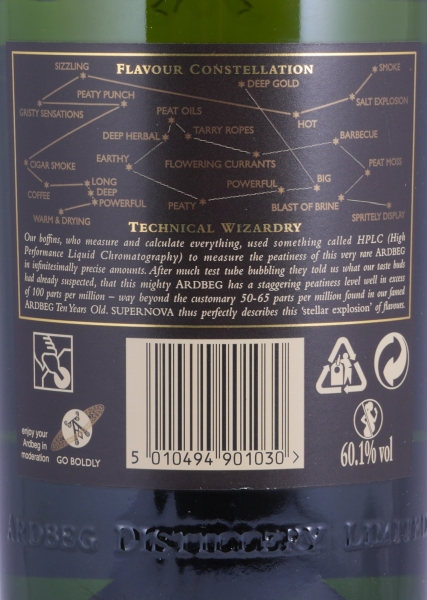 FLAVOUR CONSTELLATION
SIZZLING
SMOKE
DEEP GOLD
PEATY PUNCH
SALT EXPLOSION
GRISTY SENSATIONS
PEAT OILS
HOT
DEEP HERBAL
TARRY ROPES
BARBECUE
EARTHY
FLOWERING CURRANTS
CIGAR SMOKE
PEAT MOSS
COFFEE
LONG
DEEP
POWERFUL
POWERFUL
BIG
WARM & DRYING
PEATY
BLAST OF BRINE
SPRITELY DISPLAY
TECHNICAL WIZARDRY
Our boffins, who measure and calculate everything, used something called HPLC (High
Performance Liquid Chromatography) to measure the peatiness of this very rare ARDBEG
in infinitesimally precise amounts. After much test tube bubbling they told us what our taste buds
had already suspected, that this mighty ARDBEG has a staggering peatiness level well in excess
of 100 parts per million – way beyond the customary 50-65 parts per million found in our famed
ARDBEG Ten Years Old. SUPERNOVA thus perfectly describes this 'stellar explosion' of flavours.
enjoy your
Ardbeg in
moderation
GO BOLDLY
5 010494 901030 >
60.1% vol
ARDBEG DISTILLERY LIMITED